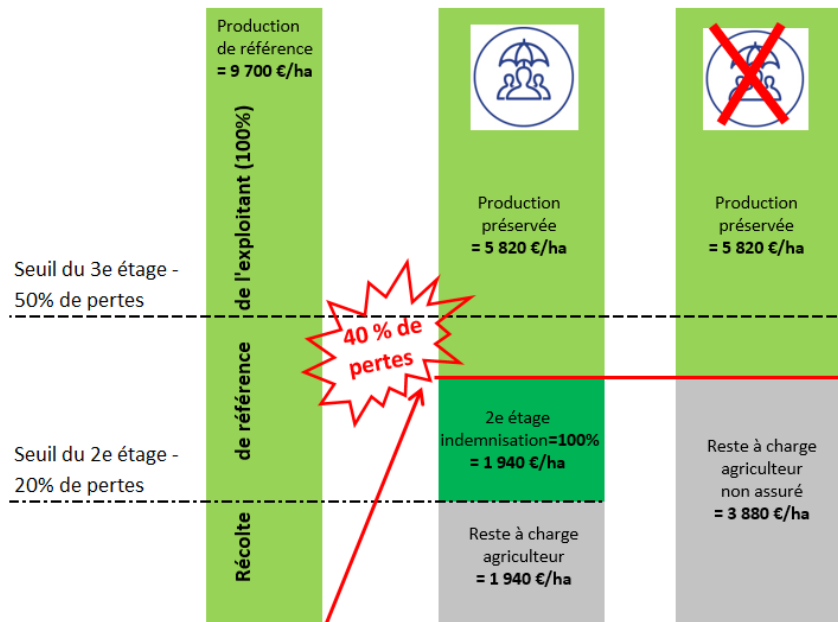 Production
de référence
= 9 700 €/ha
Récolte de référence de l'exploitant (100%)
Seuil du 3e étage -
50% de pertes
Seuil du 2e étage -
20% de pertes
40 % de
pertes
Production
préservée
= 5 820 €/ha
2e étage
indemnisation=100%
= 1 940 €/ha
Reste à charge
agriculteur
= 1 940 €/ha
Production
préservée
= 5 820 €/ha
Reste à charge
agriculteur
non assuré
= 3 880 €/ha